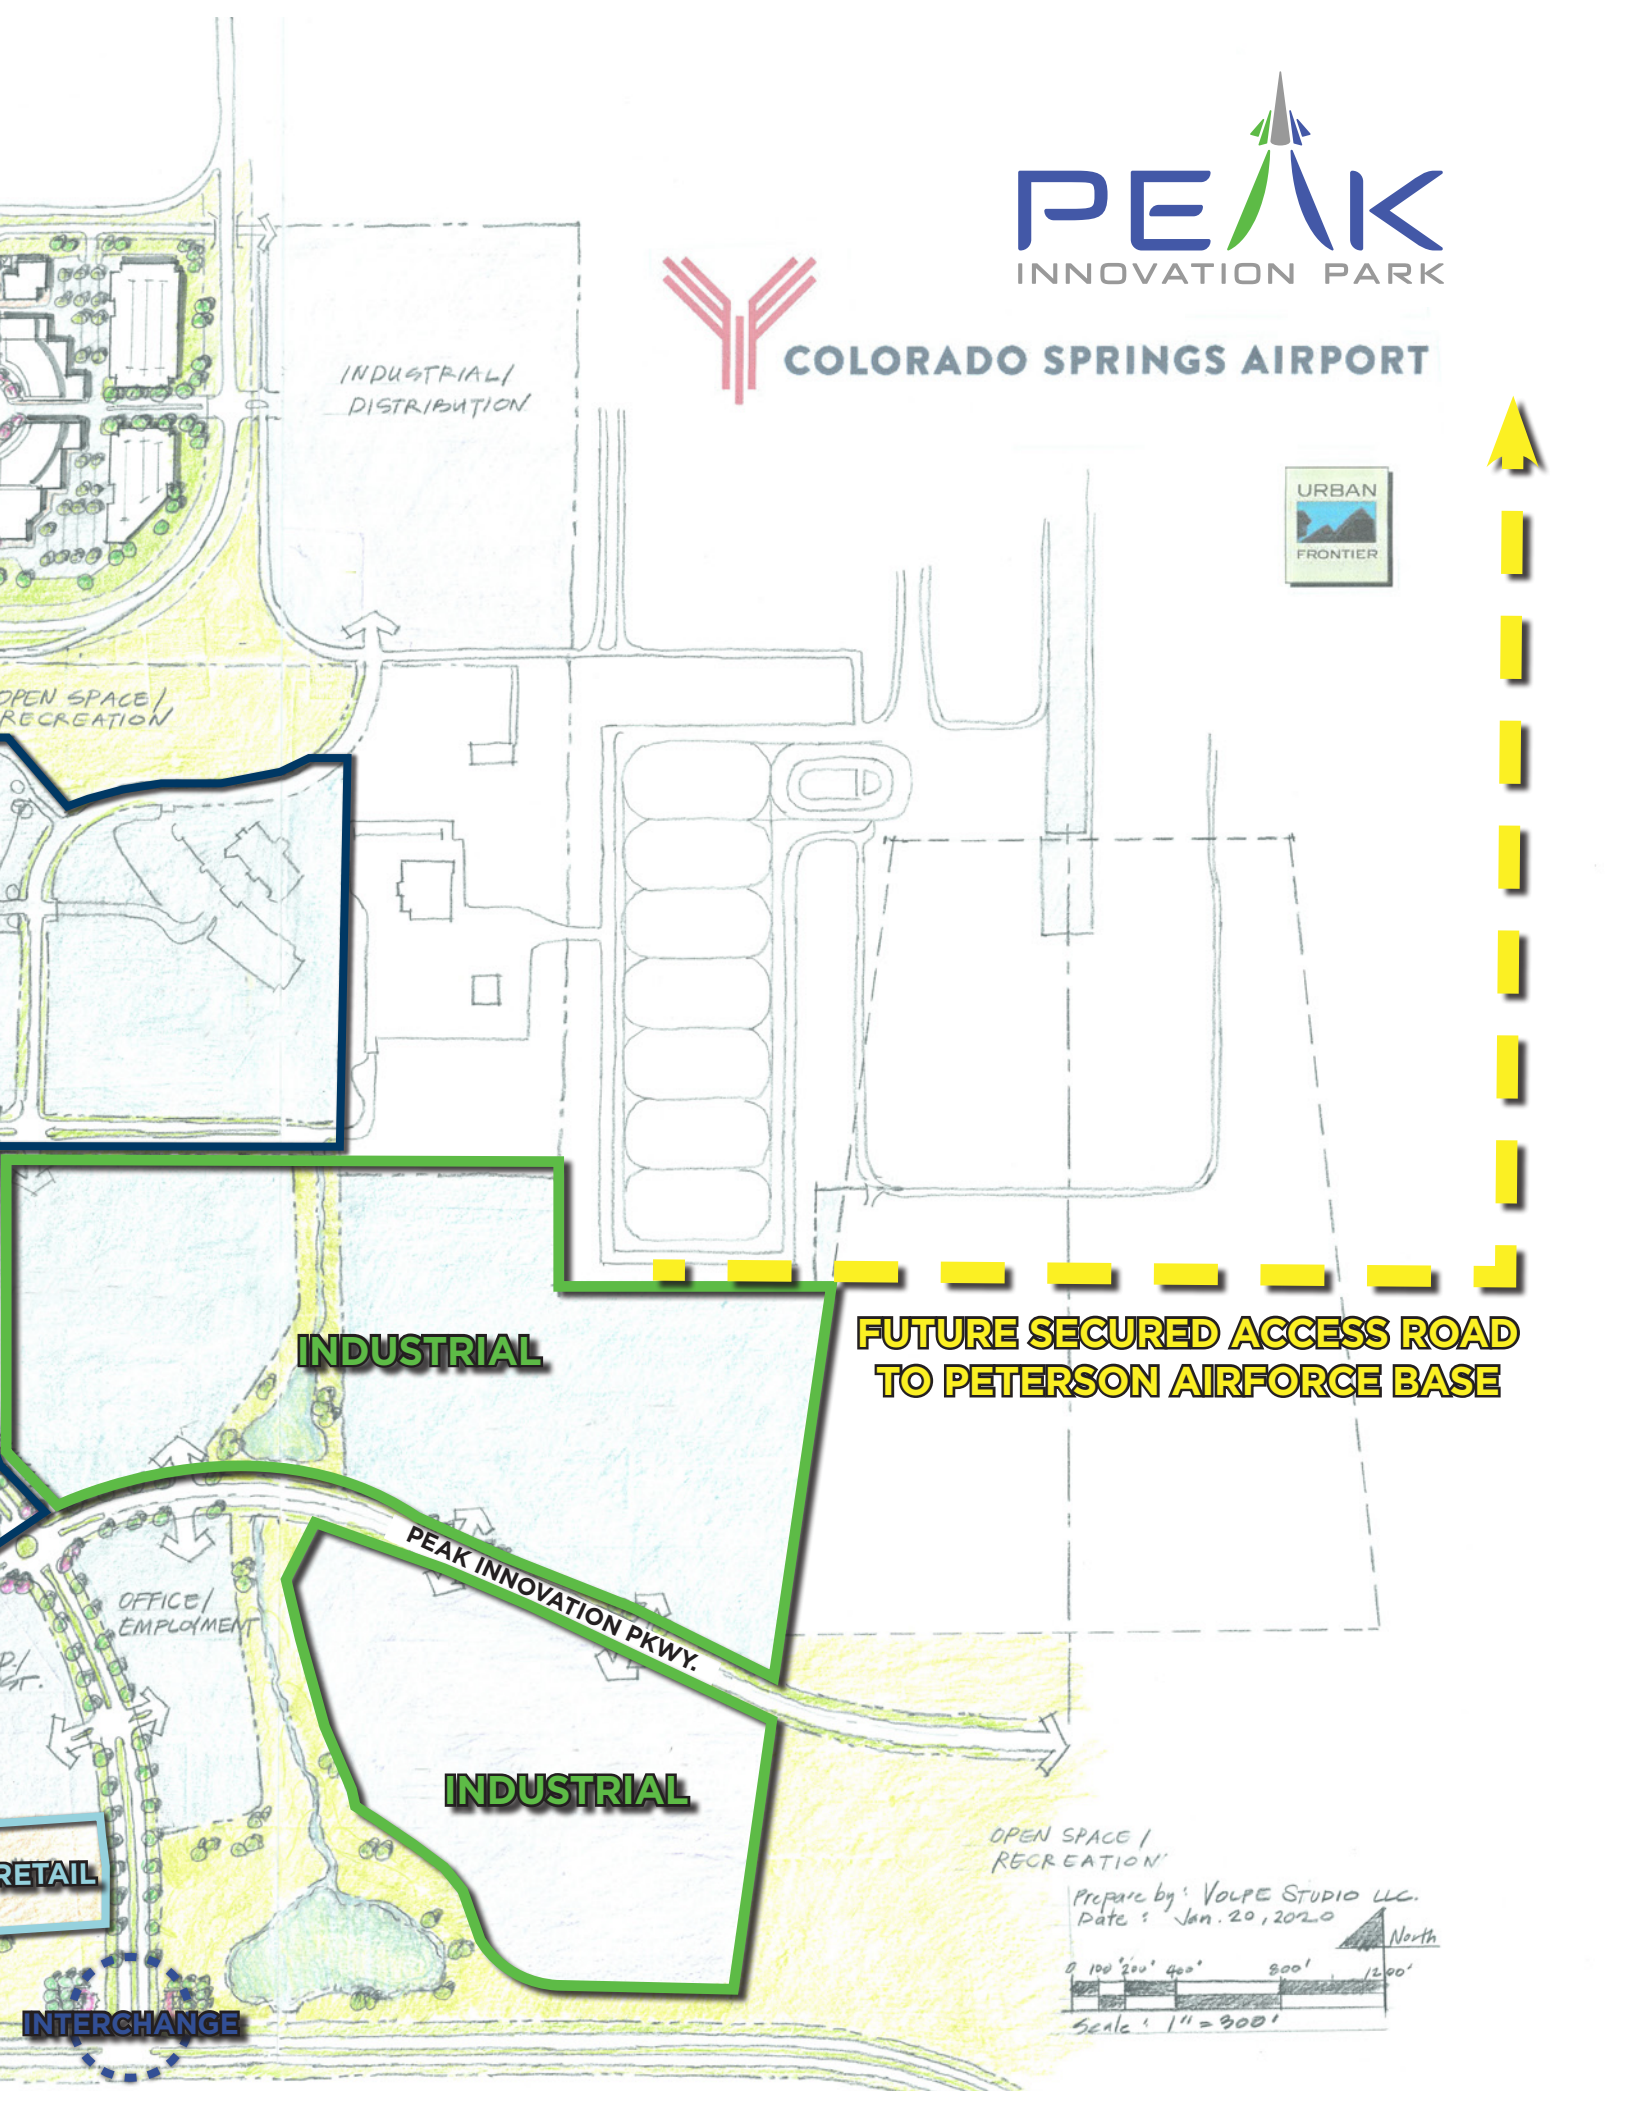 PEAK
INNOVATION PARK
COLORADO SPRINGS AIRPORT
INDUSTRIAL/
DISTRIBUTION
URBAN
FRONTIER
OPEN SPACE/
RECREATION
INDUSTRIAL
FUTURE SECURED ACCESS ROAD
TO PETERSON AIRFORCE BASE
PEAK INNOVATION PKWY.
OFFICE/
EMPLOYMENT
INDUSTRIAL
RETAIL
OPEN SPACE/
RECREATION
Prepare by: VOLPE STUDIO LLC.
Date: Jan. 20, 2020
North
0 100' 200' 400' 800' 1200'
Scale: 1" = 300'
INTERCHANGE